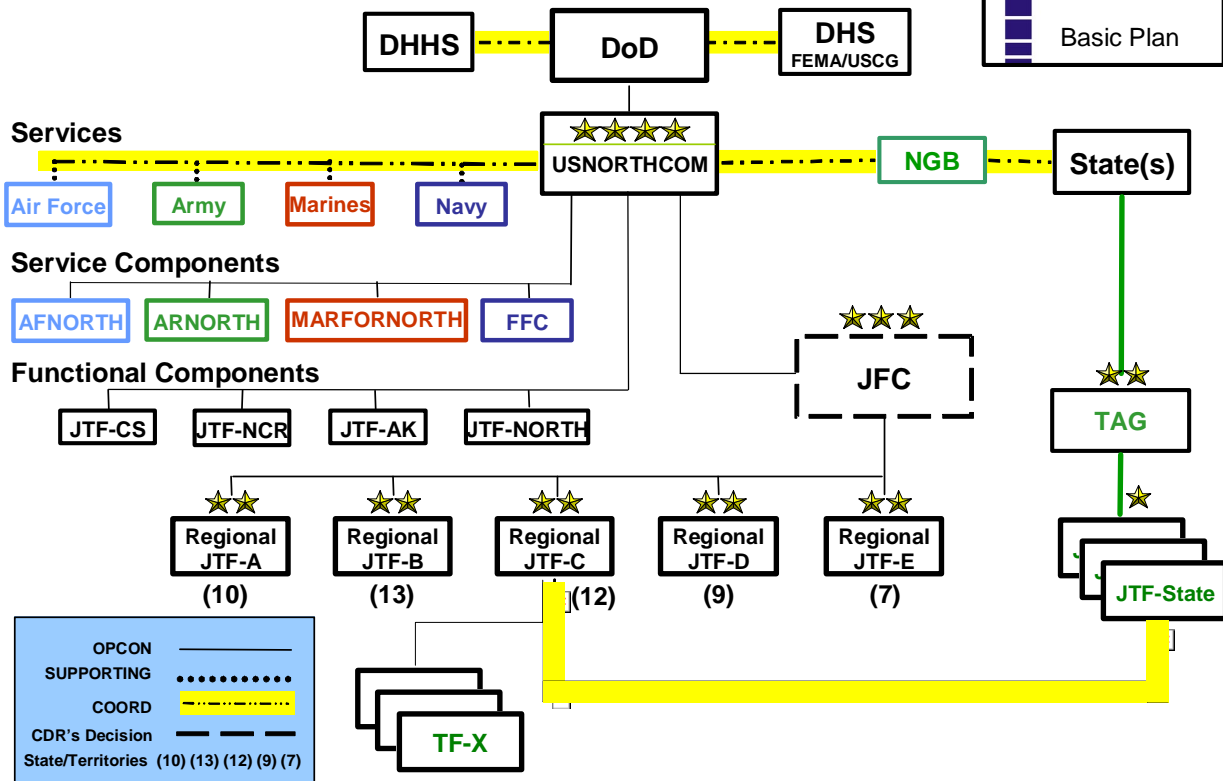 Basic Plan
DHHS
DoD
DHS
FEMA/USCG
Services
USNORTHCOM
NGB
State(s)
Air Force
Army
Marines
Navy
Service Components
AFNORTH
ARNORTH
MARFORNORTH
FFC
JFC
Functional Components
JTF-CS
JTF-NCR
JTF-AK
JTF-NORTH
TAG
Regional
JTF-A
Regional
JTF-B
Regional
JTF-C
Regional
JTF-D
Regional
JTF-E
(10)
(13)
(12)
(9)
(7)
JTF-State
OPCON
SUPPORTING
COORD
CDR's Decision
State/Territories (10) (13) (12) (9) (7)
TF-X